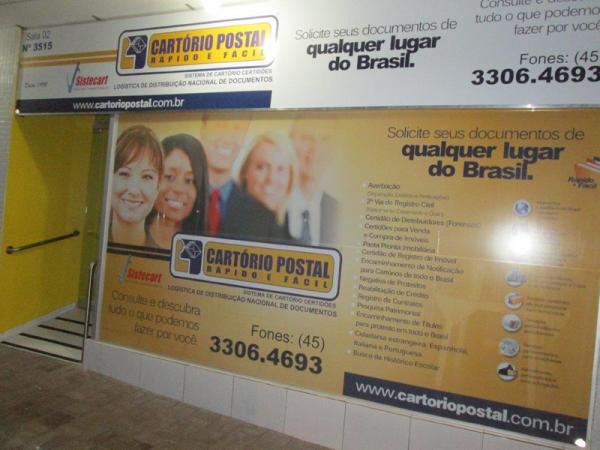 Sala 02
Nº 3515
Desde 1998
Sistecart
CARTÓRIO POSTAL
RÁPIDO E FÁCIL
SISTEMA DE CARTÓRIO CERTIDÕES
LOGÍSTICA DE DISTRIBUIÇÃO NACIONAL DE DOCUMENTOS
www.cartoriopostal.com.br
Solicite seus documentos de
qualquer lugar
do Brasil.
Consulte e
tudo o que podemos
fazer por você.
Fones: (45)
3306.4693
Solicite seus documentos de
qualquer lugar
do Brasil.
Rápido e
Fácil
Averbação
2ª Via de Registro Civil
Certidão de Distribuidores (Forenses)
Certidões para Venda
e Compra de Imóveis
Pasta Pronta Imobiliária
Certidão de Registro de Imóvel
Encaminhamento de Notificação
para Cartórios de todo o Brasil
Negativa de Protestos
Reabilitação de Crédito
Registro de Contratos
Pesquisa Patrimonial
Encaminhamento de Títulos
para protesto em todo o Brasil
Cidadania estrangeira, Espanhola,
Italiana e Portuguesa
Busca de Histórico Escolar
CARTÓRIO POSTAL
RÁPIDO E FÁCIL
Sistecart
SISTEMA DE CARTÓRIO CERTIDÕES
LOGÍSTICA DE DISTRIBUIÇÃO NACIONAL DE DOCUMENTOS
Consulte e descubra
tudo o que podemos
fazer por você.
Fones: (45)
3306.4693
www.cartoriopostal.com.br